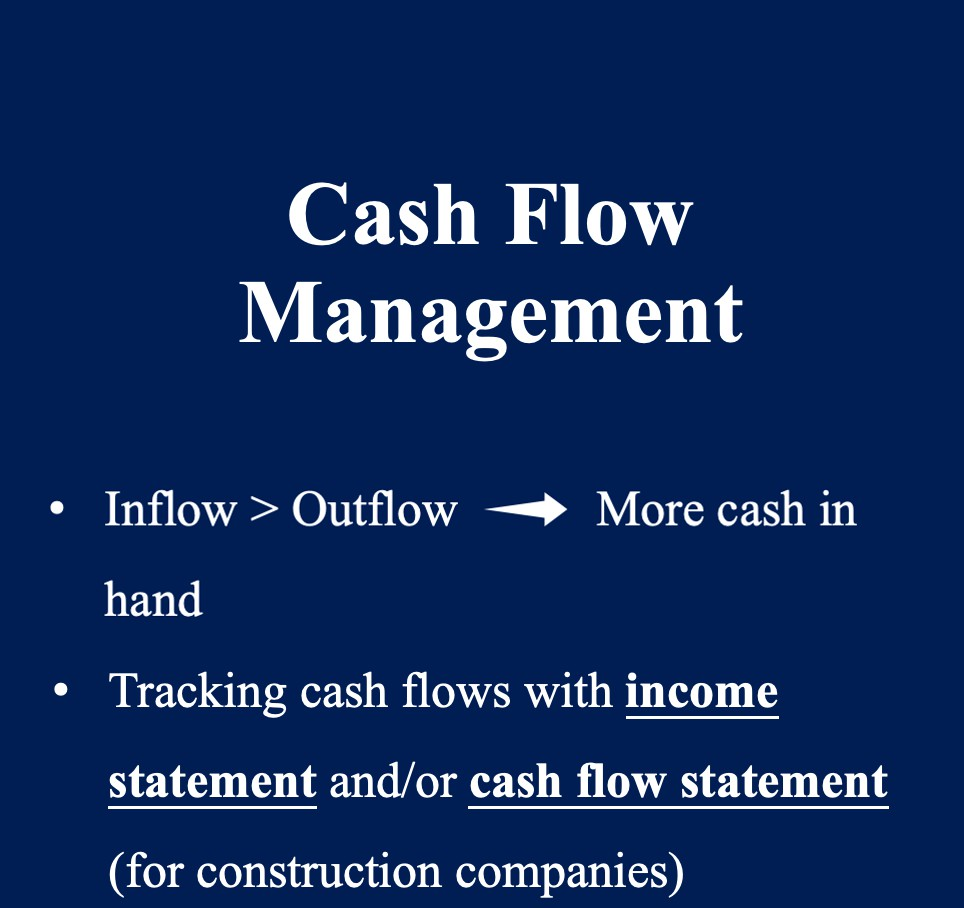 Cash Flow
Management
• Inflow > Outflow → More cash in
hand
• Tracking cash flows with income
statement and/or cash flow statement
(for construction companies)